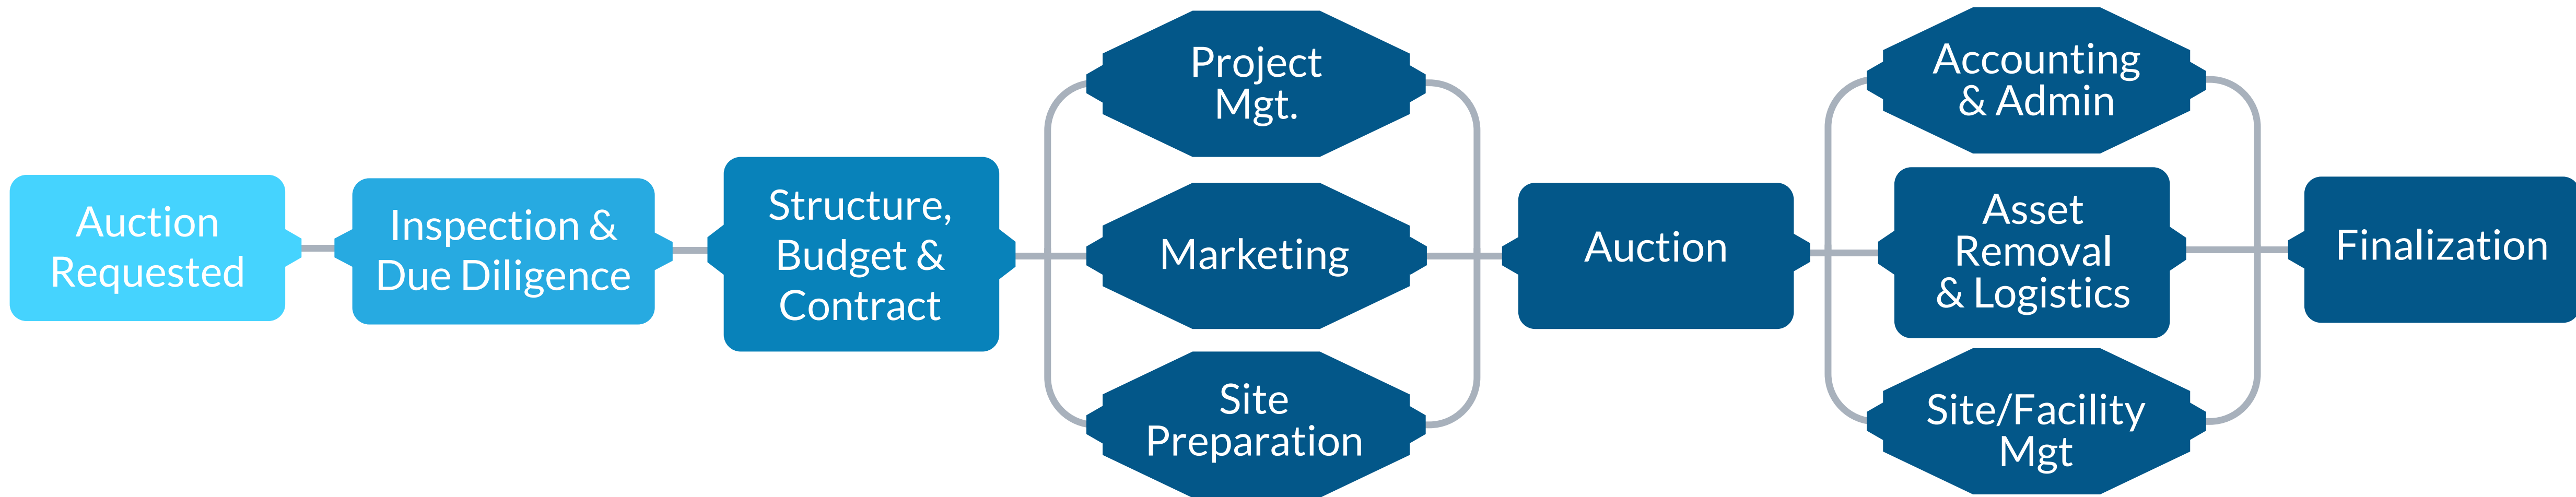 Auction
Requested
Inspection &
Due Diligence
Structure,
Budget &
Contract
Project
Mgt.
Marketing
Site
Preparation
Auction
Accounting
& Admin
Asset
Removal
& Logistics
Site/Facility
Mgt
Finalization